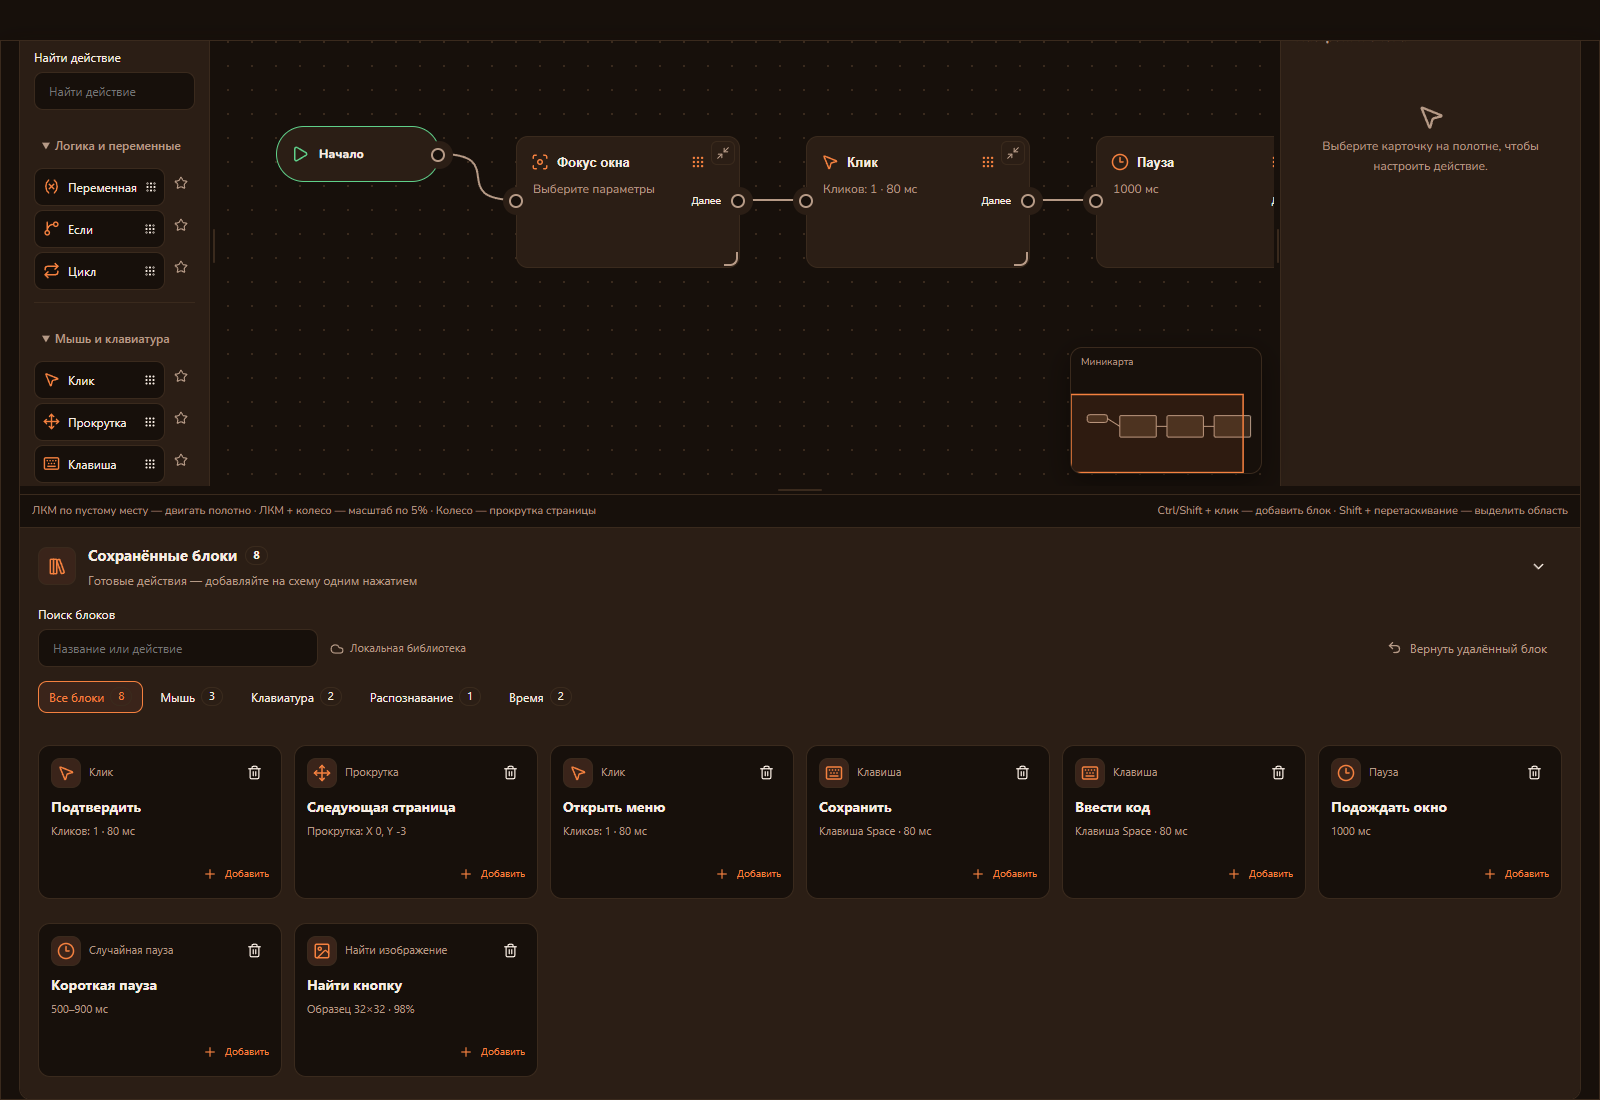 Найти действие
Найти действие
Логика и переменные
Переменная
Если
Цикл
Мышь и клавиатура
Клик
Прокрутка
Клавиша
Начало
Фокус окна
Выберите параметры
Далее
Клик
Кликов: 1 · 80 мс
Далее
Пауза
1000 мс
Миникарта
Выберите карточку на полотне, чтобы
настроить действие.
ЛКМ по пустому месту — двигать полотно · ЛКМ + колесо — масштаб по 5% · Колесо — прокрутка страницы
Ctrl/Shift + клик — добавить блок · Shift + перетаскивание — выделить область
Сохранённые блоки 8
Готовые действия — добавляйте на схему одним нажатием
Поиск блоков
Название или действие
Локальная библиотека
Вернуть удалённый блок
Все блоки 8
Мышь 3
Клавиатура 2
Распознавание 1
Время 2
Клик
Подтвердить
Кликов: 1 · 80 мс
Добавить
Прокрутка
Следующая страница
Прокрутка: X 0, Y -3
Добавить
Клик
Открыть меню
Кликов: 1 · 80 мс
Добавить
Клавиша
Сохранить
Клавиша Space · 80 мс
Добавить
Клавиша
Ввести код
Клавиша Space · 80 мс
Добавить
Пауза
Подождать окно
1000 мс
Добавить
Случайная пауза
Короткая пауза
500–900 мс
Добавить
Найти изображение
Найти кнопку
Образец 32×32 · 98%
Добавить